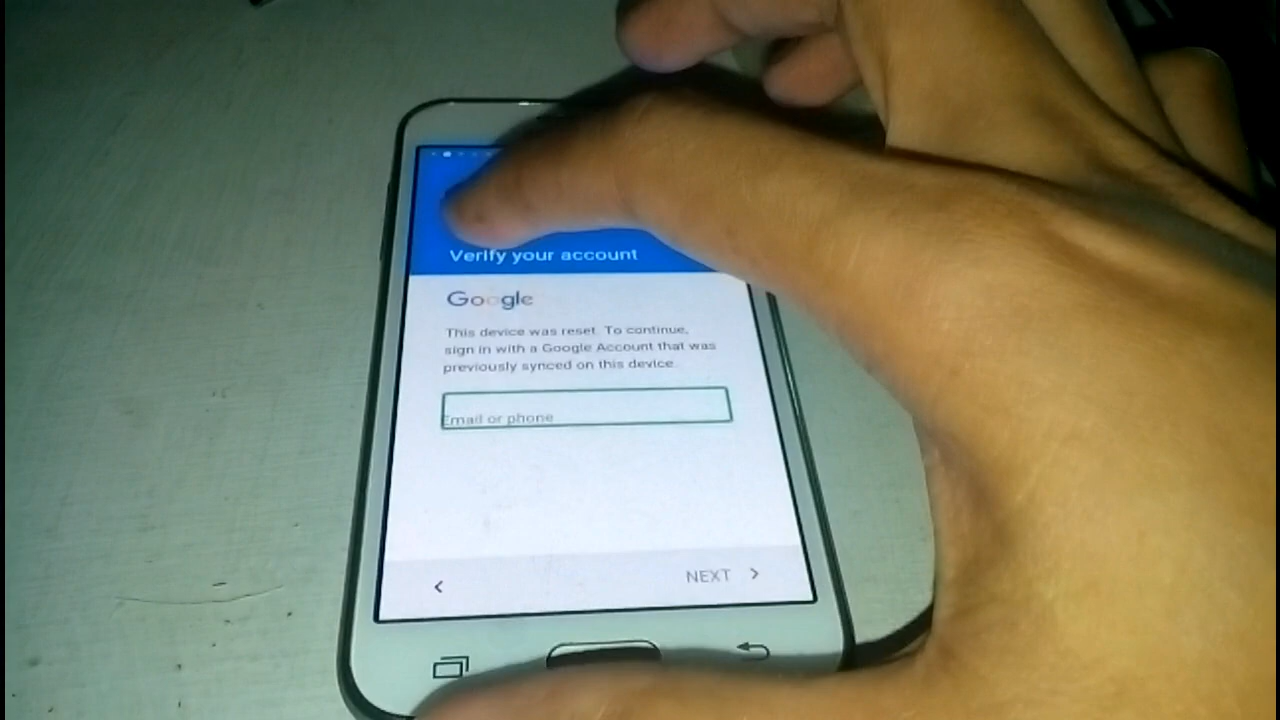 Verify your account
Google
This device was reset. To continue,
sign in with a Google Account that was
previously synced on this device.
Email or phone
NEXT